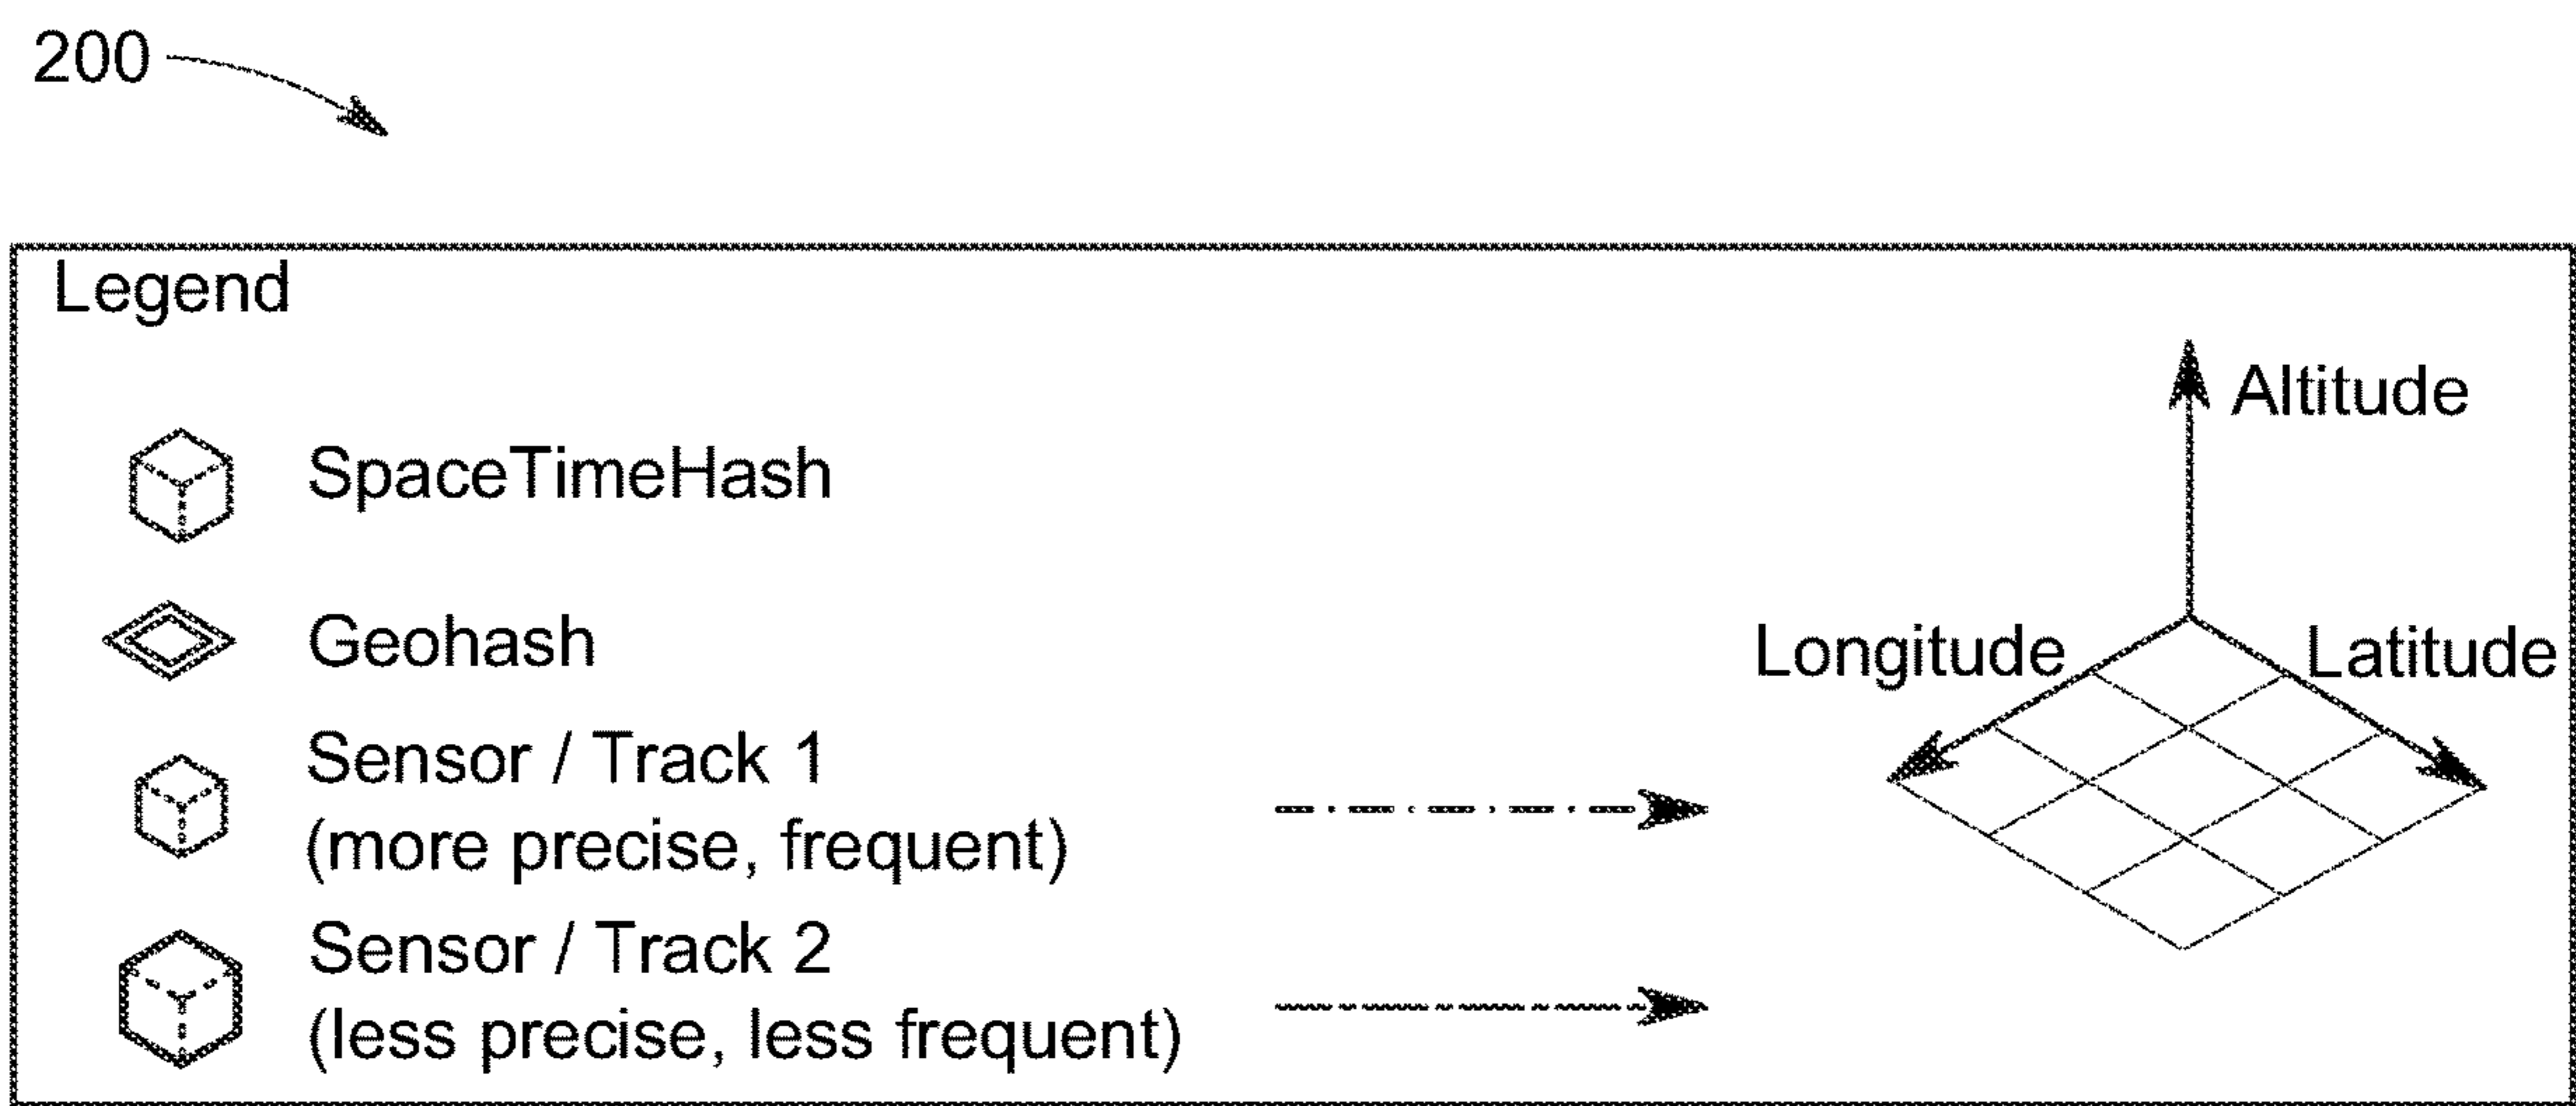 200
Legend
SpaceTimeHash
Geohash
Sensor / Track 1
(more precise, frequent)
Sensor / Track 2
(less precise, less frequent)
Altitude
Longitude
Latitude